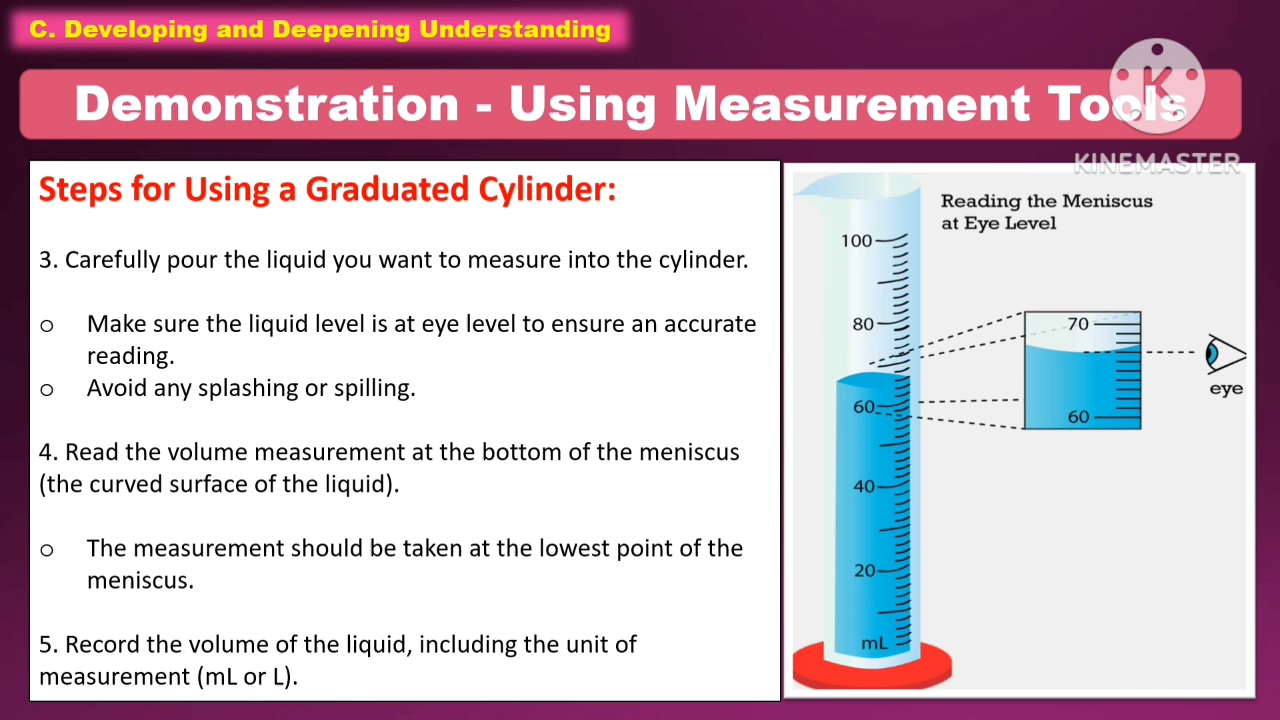 C. Developing and Deepening Understanding
Demonstration - Using Measurement Tools
K
KINEMASTER
Steps for Using a Graduated Cylinder:
3. Carefully pour the liquid you want to measure into the cylinder.
o Make sure the liquid level is at eye level to ensure an accurate
reading.
o Avoid any splashing or spilling.
4. Read the volume measurement at the bottom of the meniscus
(the curved surface of the liquid).
o The measurement should be taken at the lowest point of the
meniscus.
5. Record the volume of the liquid, including the unit of
measurement (mL or L).
Reading the Meniscus
at Eye Level
100
80
60
40
20
mL
70
60
eye